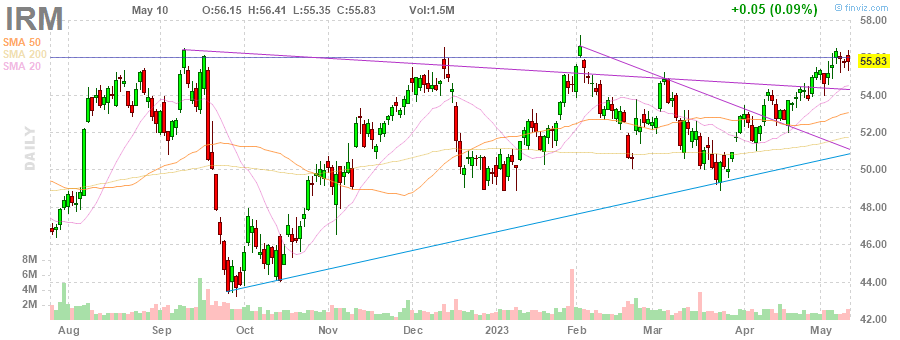 IRM May 10 O:56.15 H:56.41 L:55.35 C:55.83 Vol:1.5M +0.05 (0.09%) @ finviz.com
58.00
SMA 50
SMA 200
SMA 20
55.83
54.00
52.00
DAILY
50.00
48.00
46.00
8M
6M
44.00
4M
2M
42.00
Aug Sep Oct Nov Dec 2023 Feb Mar Apr May